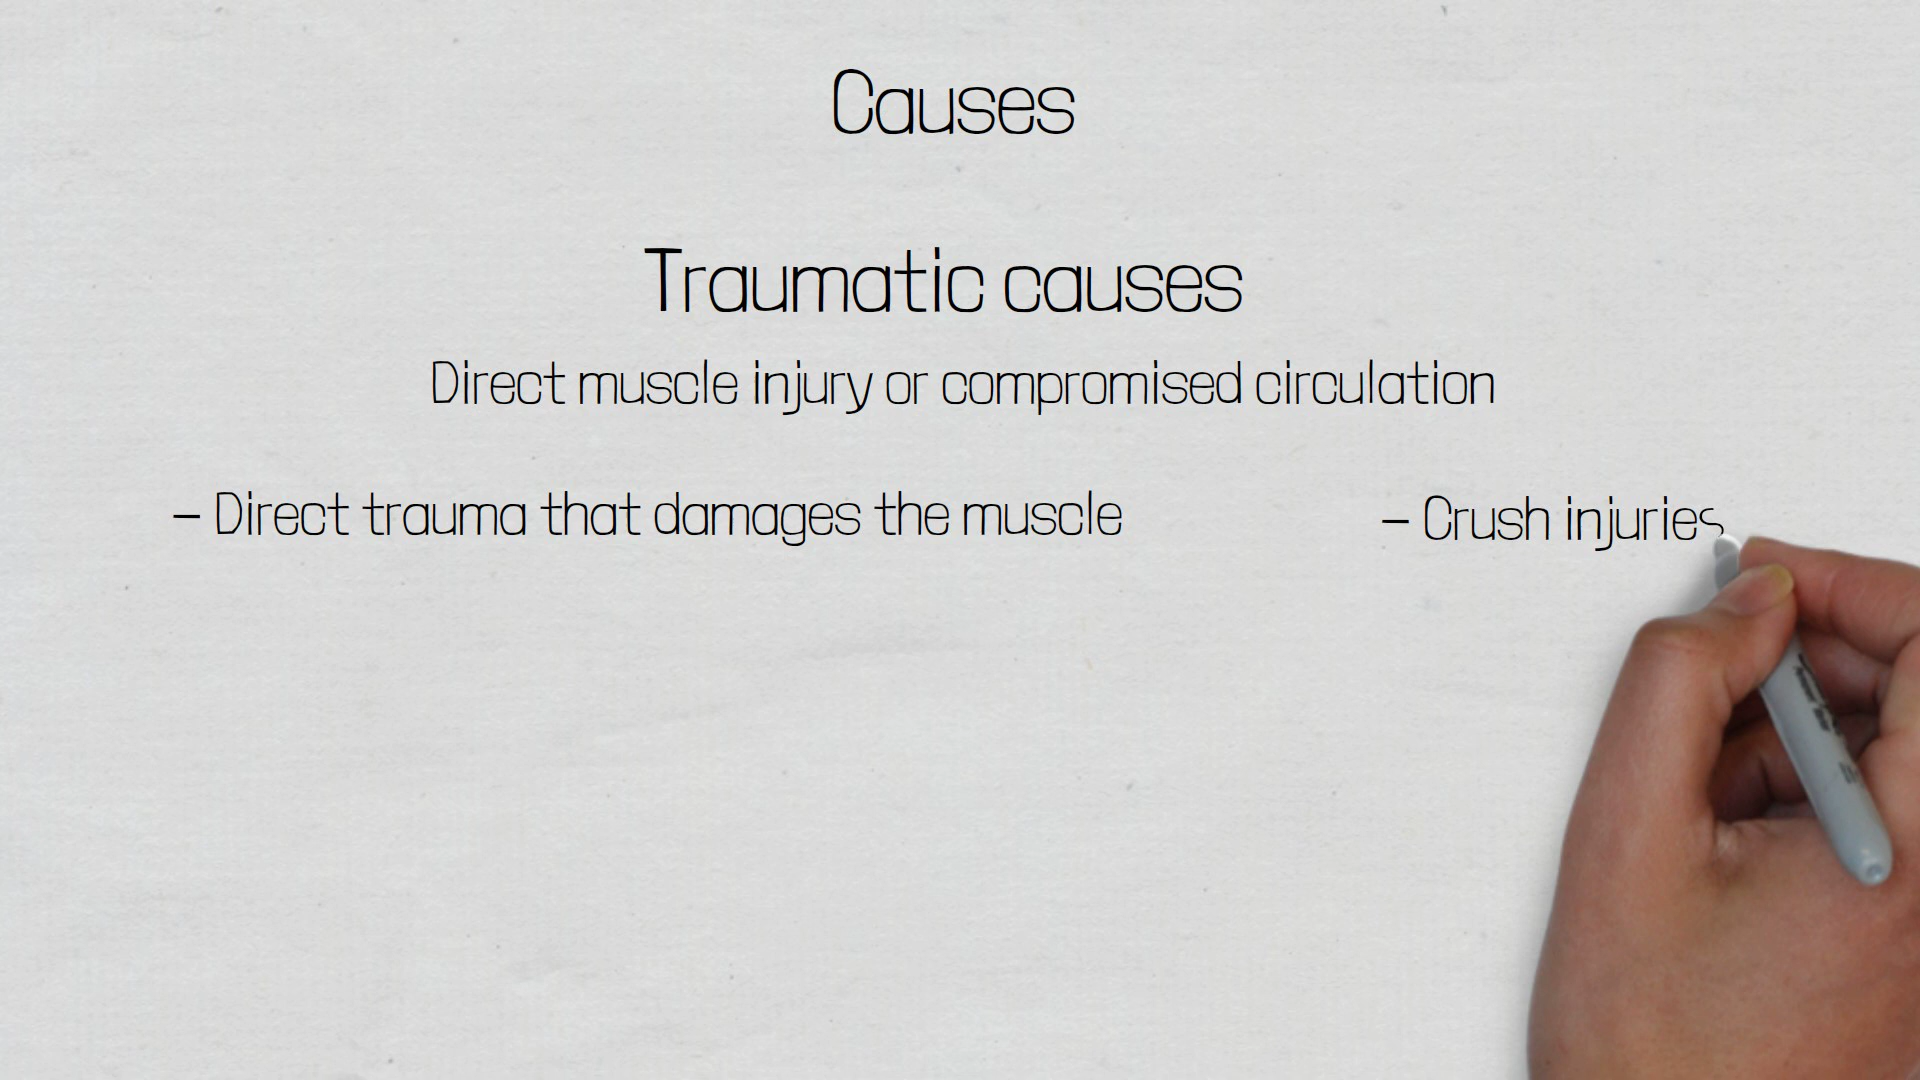 Causes
Traumatic causes
Direct muscle injury or compromised circulation
- Direct trauma that damages the muscle
- Crush injuries